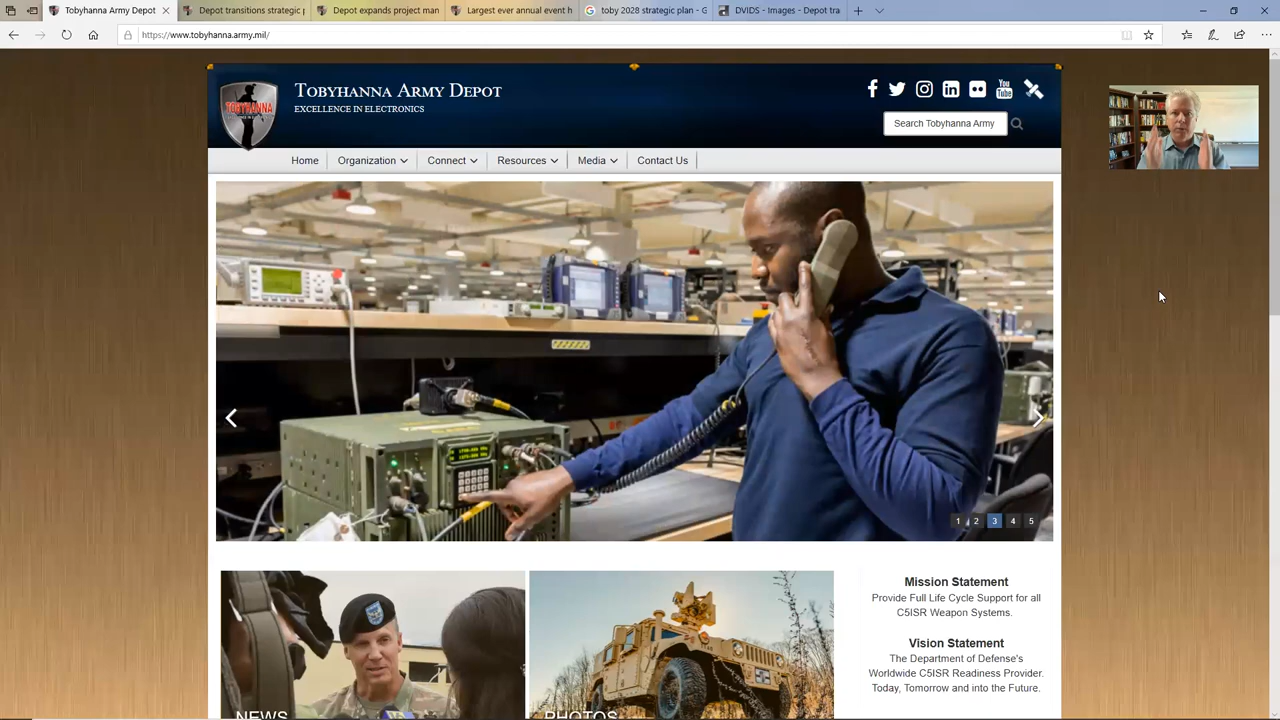 Tobyhanna Army Depot
Depot transitions strategic p
Depot expands project man
Largest ever annual event h
toby 2028 strategic plan - G
DVIDS - Images - Depot tra
https://www.tobyhanna.army.mil/
TOBYHANNA ARMY DEPOT
EXCELLENCE IN ELECTRONICS
TOBYHANNA
You
Tube
Search Tobyhanna Army
Home
Organization
Connect
Resources
Media
Contact Us
1 2 3 4 5
Mission Statement
Provide Full Life Cycle Support for all
C5ISR Weapon Systems.
Vision Statement
The Department of Defense's
Worldwide C5ISR Readiness Provider.
Today, Tomorrow and into the Future.
NEWS
PHOTOS